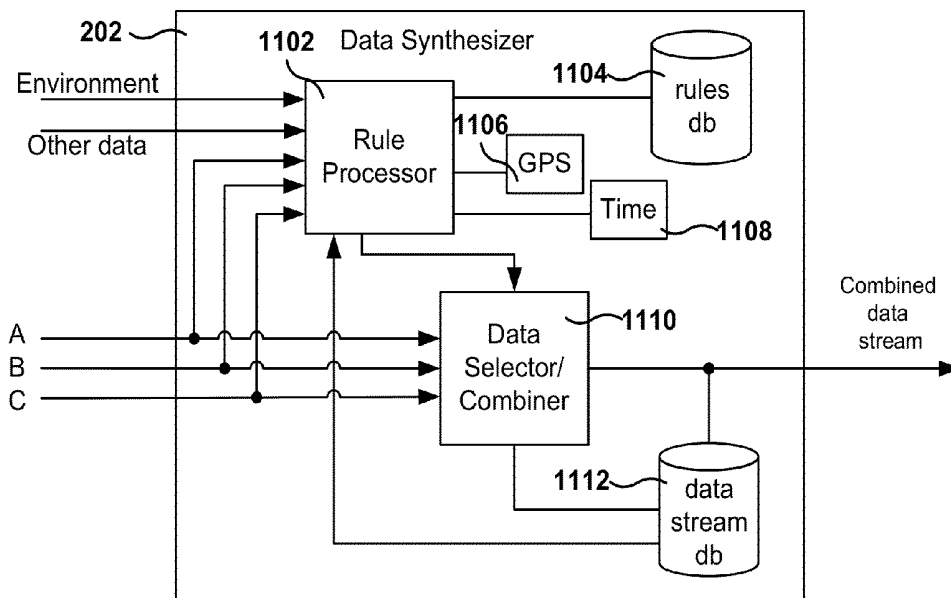 202
Data Synthesizer
1102
1104
Environment
rules
db
Other data
Rule
Processor
1106
GPS
Time
1108
A
B
C
Data
Selector/
Combiner
1110
Combined
data
stream
1112
data
stream
db